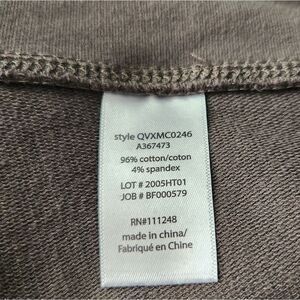 style QVXMC0246
A367473
96% cotton/coton
4% spandex
LOT # 2005HT01
JOB # BF000579
RN#111248
made in china/
Fabriqué en Chine